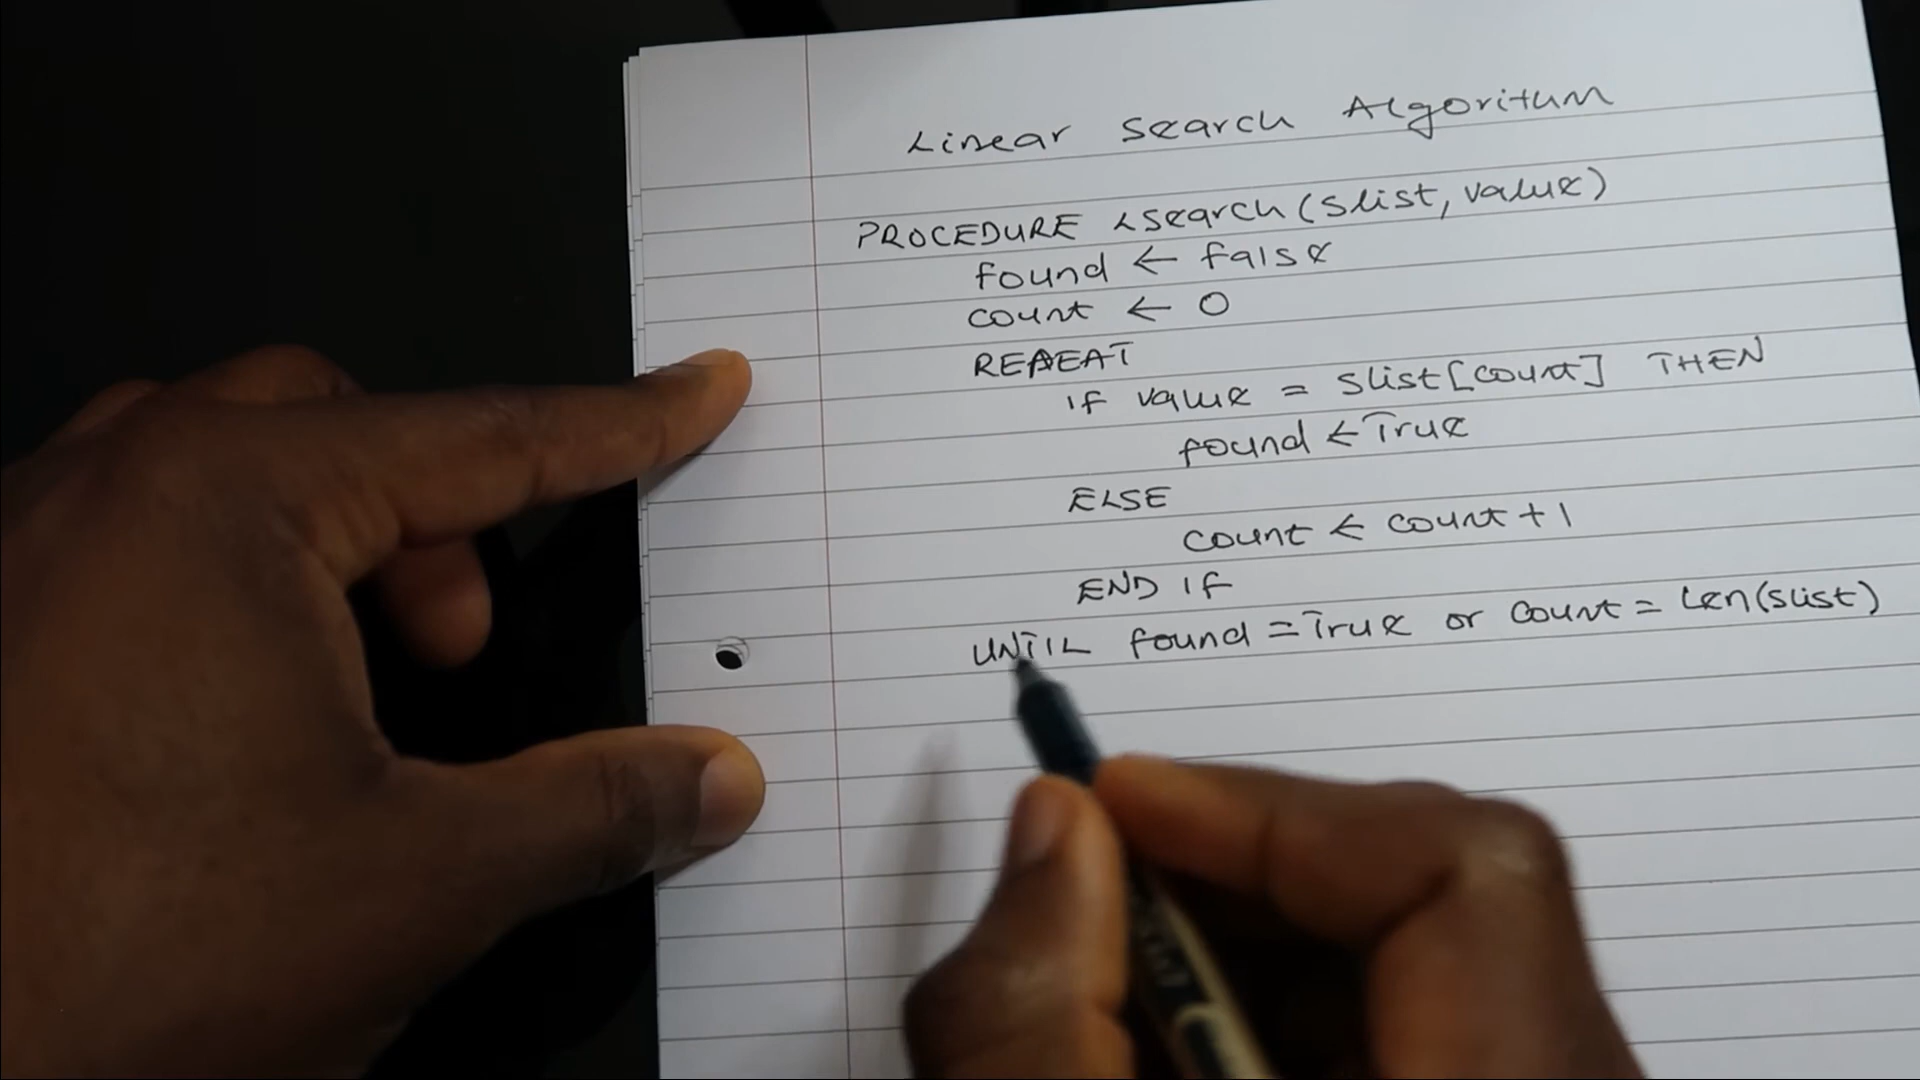 Linear Search Algorithm
PROCEDURE Lsearch(slist, value)
found ← false
count ← 0
REPEAT
IF value = slist[count] THEN
found ← True
ELSE
count ← count + 1
END IF
UNTIL found = True or count = Len(slist)